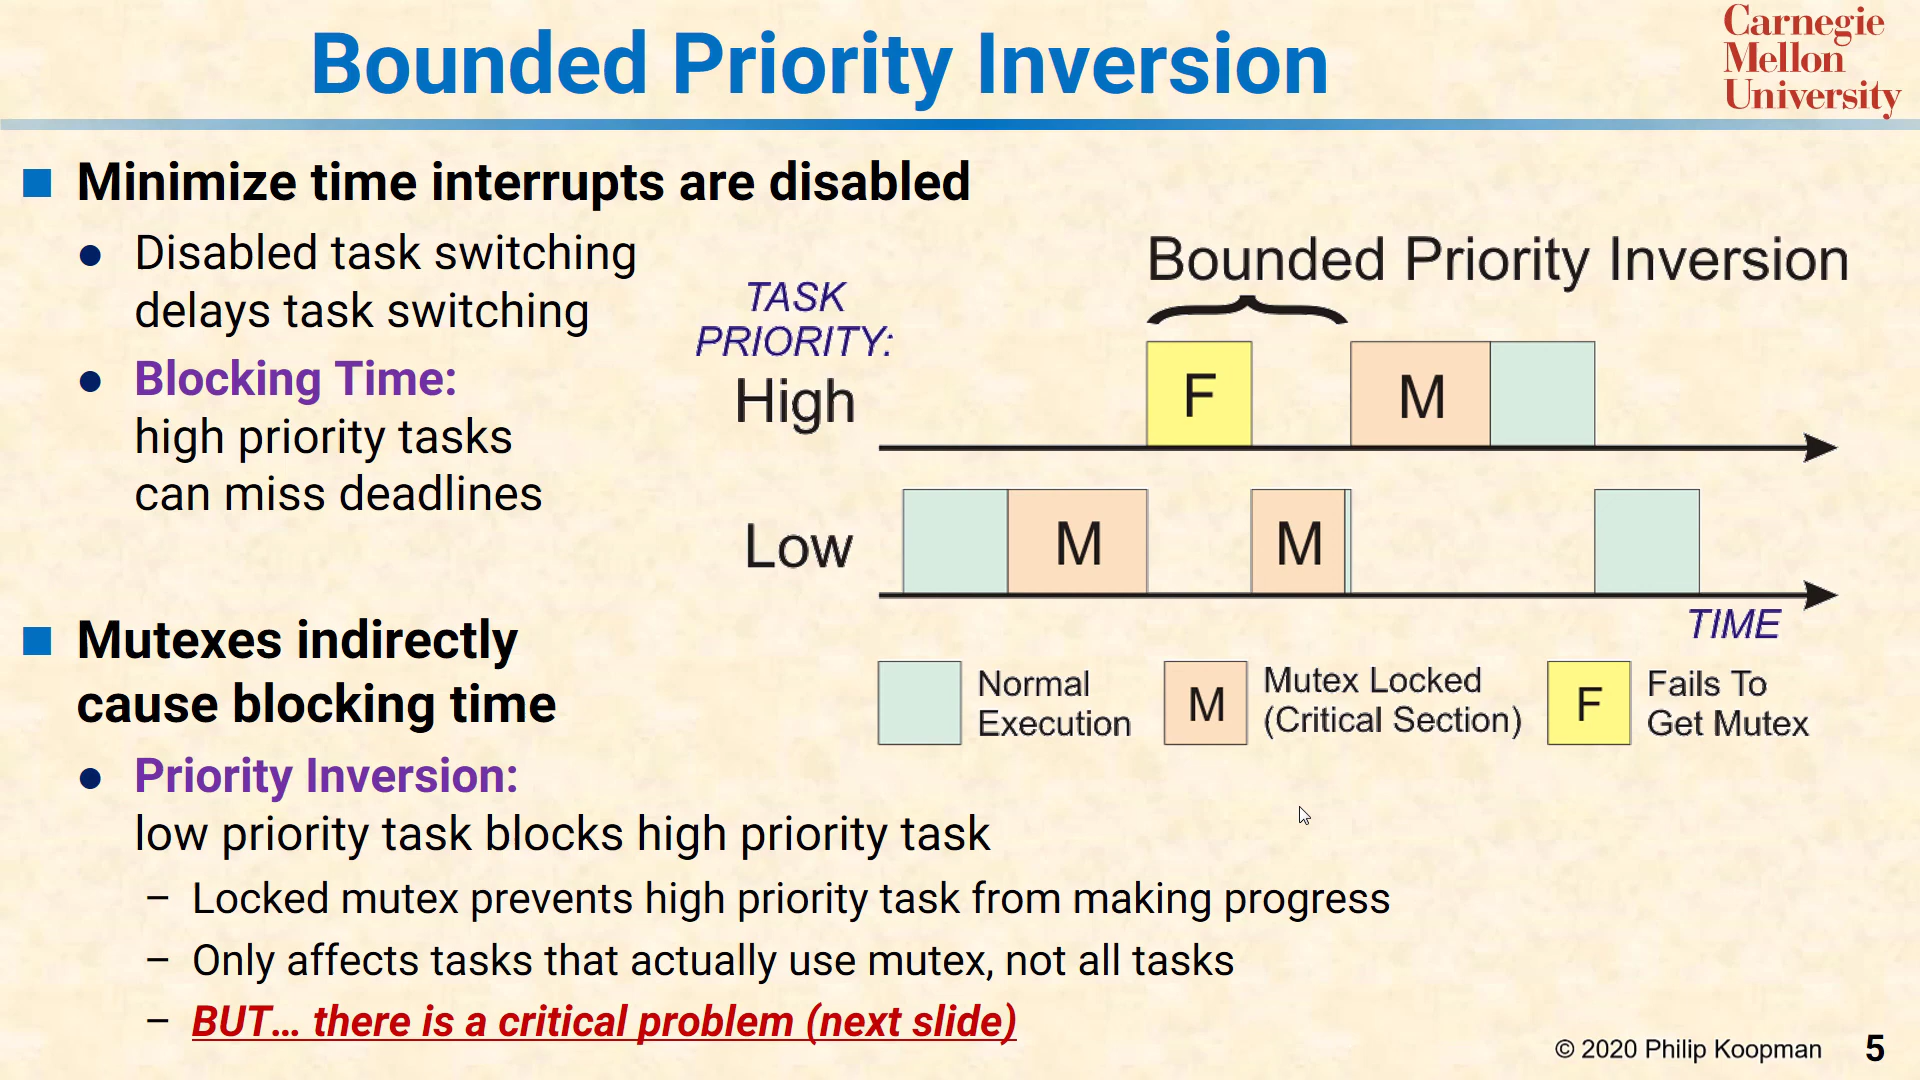 Bounded Priority Inversion
Carnegie
Mellon
University
Minimize time interrupts are disabled
Disabled task switching
delays task switching
Blocking Time:
high priority tasks
can miss deadlines
Mutexes indirectly
cause blocking time
Priority Inversion:
low priority task blocks high priority task
– Locked mutex prevents high priority task from making progress
– Only affects tasks that actually use mutex, not all tasks
– BUT… there is a critical problem (next slide)
Bounded Priority Inversion
TASK
PRIORITY:
High
F
M
Low
M
M
TIME
Normal
Execution
M
Mutex Locked
(Critical Section)
F
Fails To
Get Mutex
© 2020 Philip Koopman
5